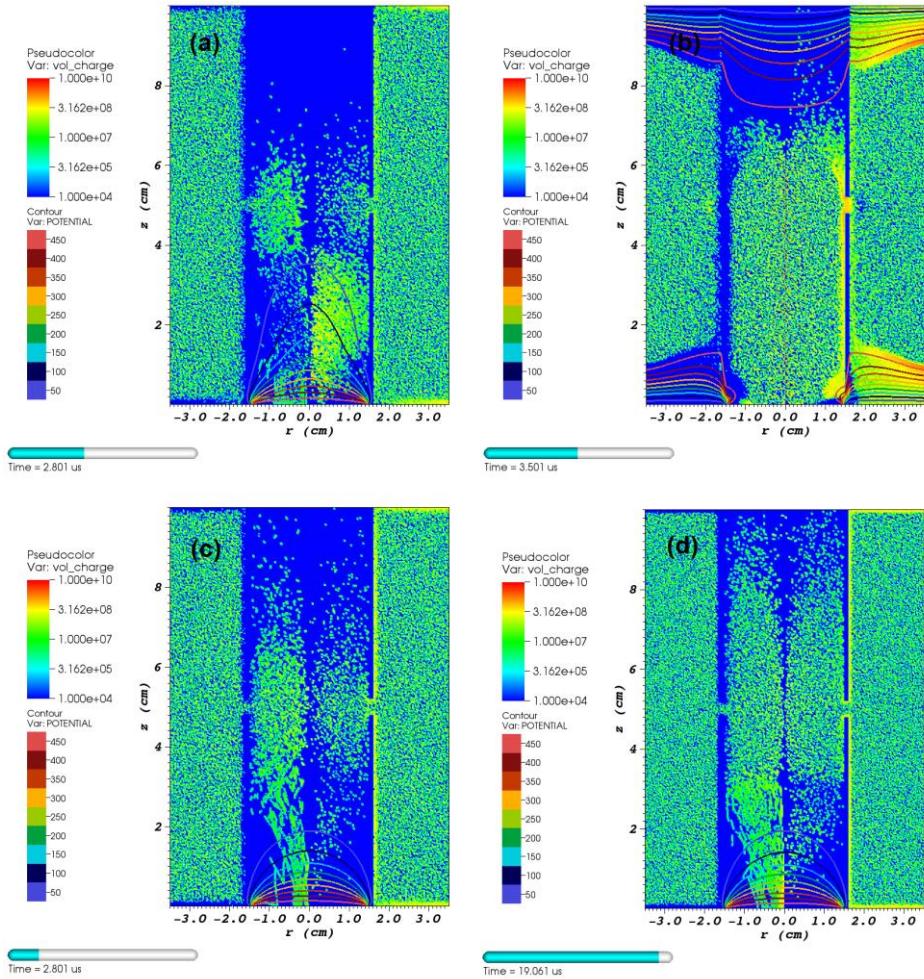 (a)
Pseudocolor
Var: vol_charge
1.000e+10
3.162e+08
1.000e+07
3.162e+05
1.000e+04
Contour
Var: POTENTIAL
450
400
350
300
250
200
150
100
50
8
6
4
2
z (cm)
-3.0 -2.0 -1.0 0.0 1.0 2.0 3.0
r (cm)
Time = 2.801 us
(b)
Pseudocolor
Var: vol_charge
1.000e+10
3.162e+08
1.000e+07
3.162e+05
1.000e+04
Contour
Var: POTENTIAL
450
400
350
300
250
200
150
100
50
8
6
4
2
z (cm)
-3.0 -2.0 -1.0 0.0 1.0 2.0 3.0
r (cm)
Time = 3.501 us
(c)
Pseudocolor
Var: vol_charge
1.000e+10
3.162e+08
1.000e+07
3.162e+05
1.000e+04
Contour
Var: POTENTIAL
450
400
350
300
250
200
150
100
50
8
6
4
2
z (cm)
-3.0 -2.0 -1.0 0.0 1.0 2.0 3.0
r (cm)
Time = 2.801 us
(d)
Pseudocolor
Var: vol_charge
1.000e+10
3.162e+08
1.000e+07
3.162e+05
1.000e+04
Contour
Var: POTENTIAL
450
400
350
300
250
200
150
100
50
8
6
4
2
z (cm)
-3.0 -2.0 -1.0 0.0 1.0 2.0 3.0
r (cm)
Time = 19.061 us